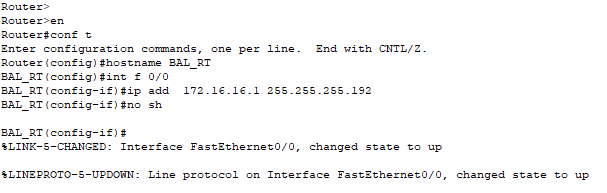 Router>
Router>en
Router#conf t
Enter configuration commands, one per line.  End with CNTL/Z.
Router(config)#hostname BAL_RT
BAL_RT(config)#int f 0/0
BAL_RT(config-if)#ip add  172.16.16.1 255.255.255.192
BAL_RT(config-if)#no sh
BAL_RT(config-if)#
%LINK-5-CHANGED: Interface FastEthernet0/0, changed state to up
%LINEPROTO-5-UPDOWN: Line protocol on Interface FastEthernet0/0, changed state to up